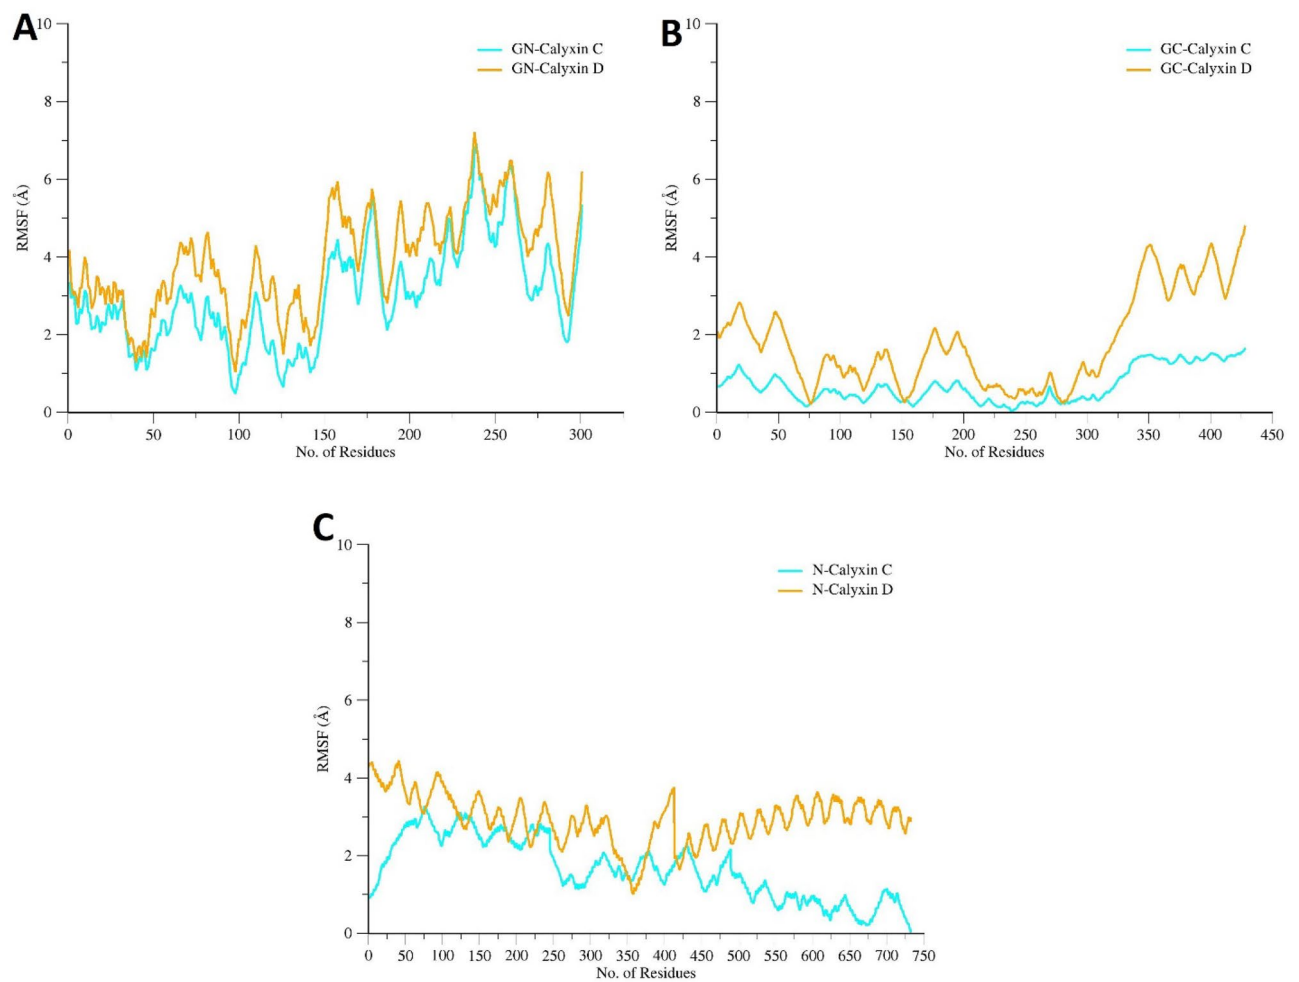 A
10
8
6
4
2
0
RMSF (Å)
GN-Calyxin C
GN-Calyxin D
0 50 100 150 200 250 300
No. of Residues
B
10
8
6
4
2
0
RMSF (Å)
GC-Calyxin C
GC-Calyxin D
0 50 100 150 200 250 300 350 400 450
No. of Residues
C
10
8
6
4
2
0
RMSF (Å)
N-Calyxin C
N-Calyxin D
0 50 100 150 200 250 300 350 400 450 500 550 600 650 700 750
No. of Residues